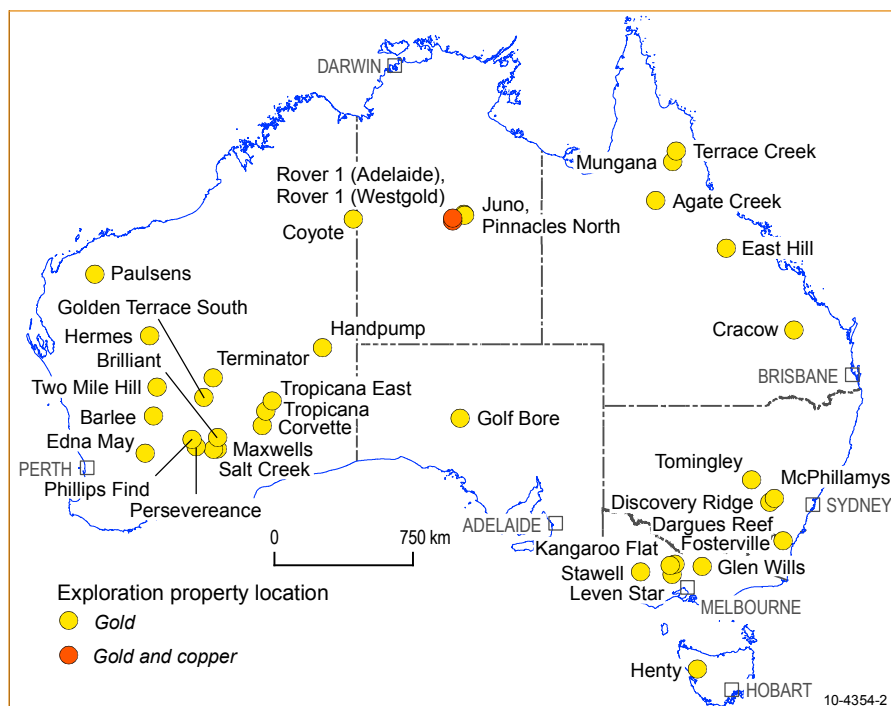 DARWIN
Mungana
Terrace Creek
Rover 1 (Adelaide),
Rover 1 (Westgold)
Juno,
Pinnacles North
Agate Creek
Coyote
East Hill
Paulsens
Golden Terrace South
Hermes
Handpump
Cracow
Brilliant
Terminator
Two Mile Hill
Tropicana East
BRISBANE
Barlee
Tropicana
Golf Bore
Corvette
Edna May
Maxwells
PERTH
Salt Creek
Tomingley
McPhillamys
Phillips Find
Discovery Ridge
SYDNEY
Persevereance
ADELAIDE
Dargues Reef
0
750 km
Kangaroo Flat
Fosterville
Stawell
Glen Wills
Leven Star
MELBOURNE
Exploration property location
Gold
Gold and copper
Henty
HOBART
10-4354-2